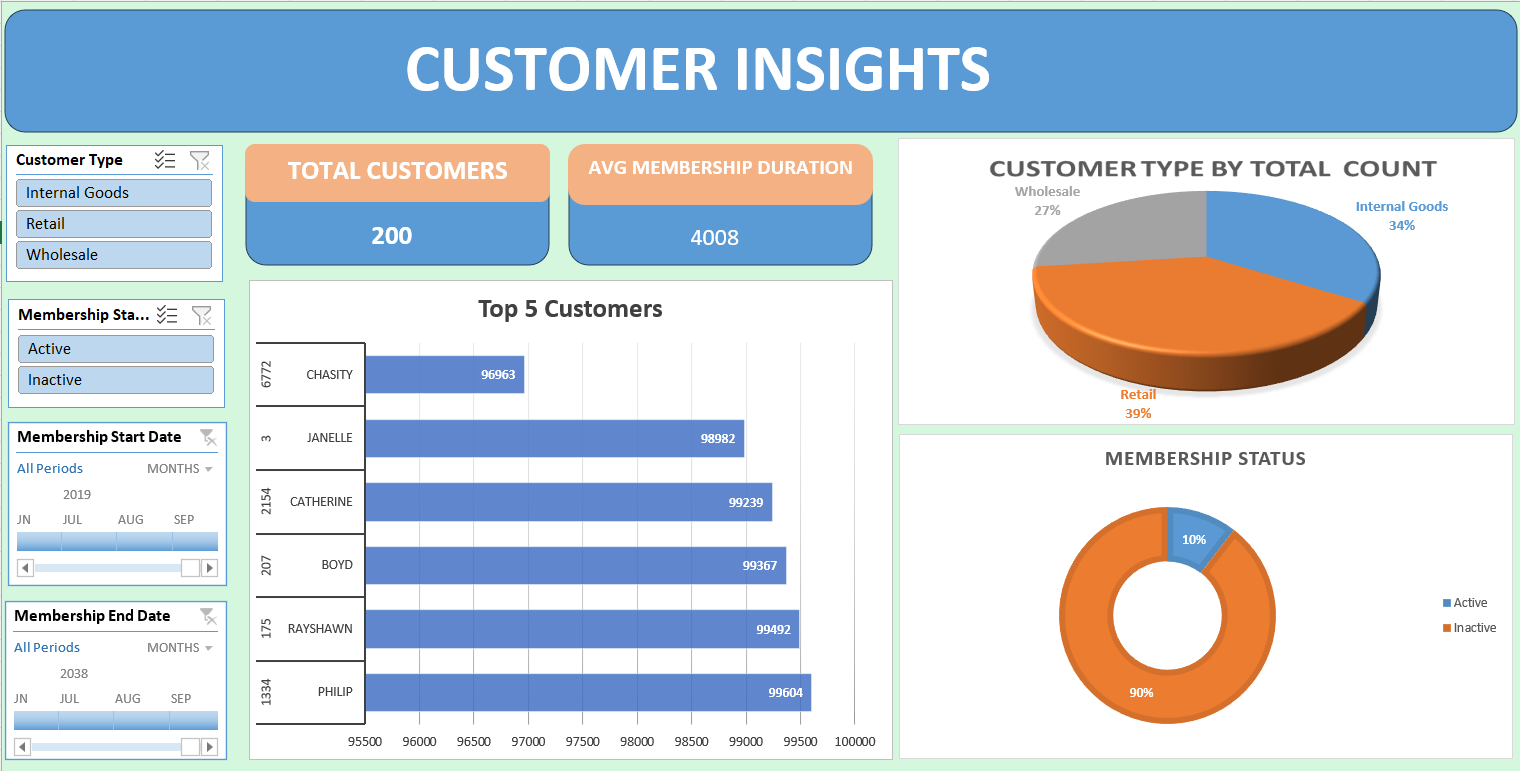 CUSTOMER INSIGHTS
Customer Type
Internal Goods
Retail
Wholesale
Membership Sta...
Active
Inactive
Membership Start Date
All Periods MONTHS
2019
JN JUL AUG SEP
Membership End Date
All Periods MONTHS
2038
JN JUL AUG SEP
TOTAL CUSTOMERS
200
AVG MEMBERSHIP DURATION
4008
Top 5 Customers
6772 CHASITY 96963
3 JANELLE 98982
2154 CATHERINE 99239
207 BOYD 99367
175 RAYSHAWN 99492
1334 PHILIP 99604
95500 96000 96500 97000 97500 98000 98500 99000 99500 100000
CUSTOMER TYPE BY TOTAL COUNT
Wholesale
27%
Internal Goods
34%
Retail
39%
MEMBERSHIP STATUS
10%
90%
Active
Inactive